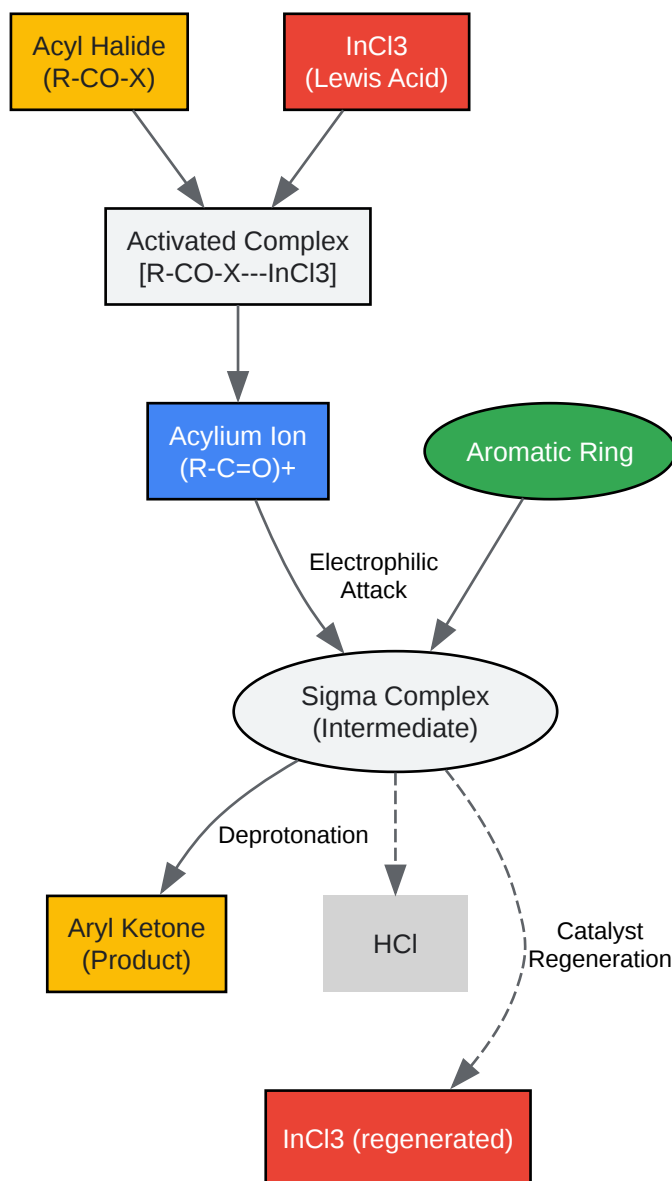 Acyl Halide
(R-CO-X)
InCl3
(Lewis Acid)
Activated Complex
[R-CO-X---InCl3]
Acylium Ion
(R-C=O)+
Aromatic Ring
Electrophilic
Attack
Sigma Complex
(Intermediate)
Deprotonation
Aryl Ketone
(Product)
HCl
Catalyst
Regeneration
InCl3 (regenerated)